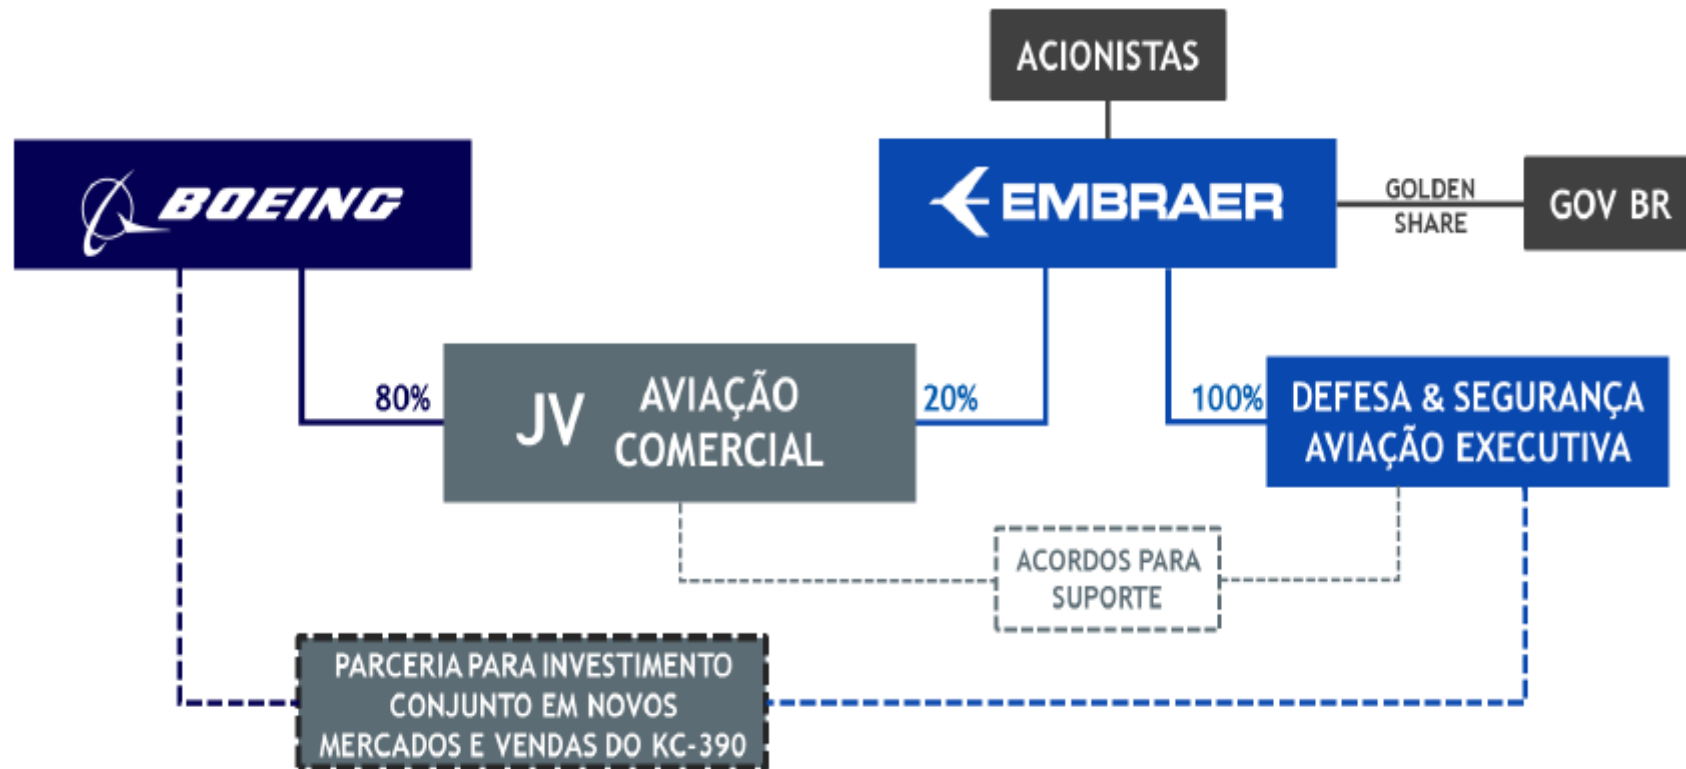 ACIONISTAS
BOEING
EMBRAER
GOLDEN
SHARE
GOV BR
80%
JV
AVIAÇÃO
COMERCIAL
20%
100%
DEFESA & SEGURANÇA
AVIAÇÃO EXECUTIVA
ACORDOS PARA
SUPORTE
PARCERIA PARA INVESTIMENTO
CONJUNTO EM NOVOS
MERCADOS E VENDAS DO KC-390